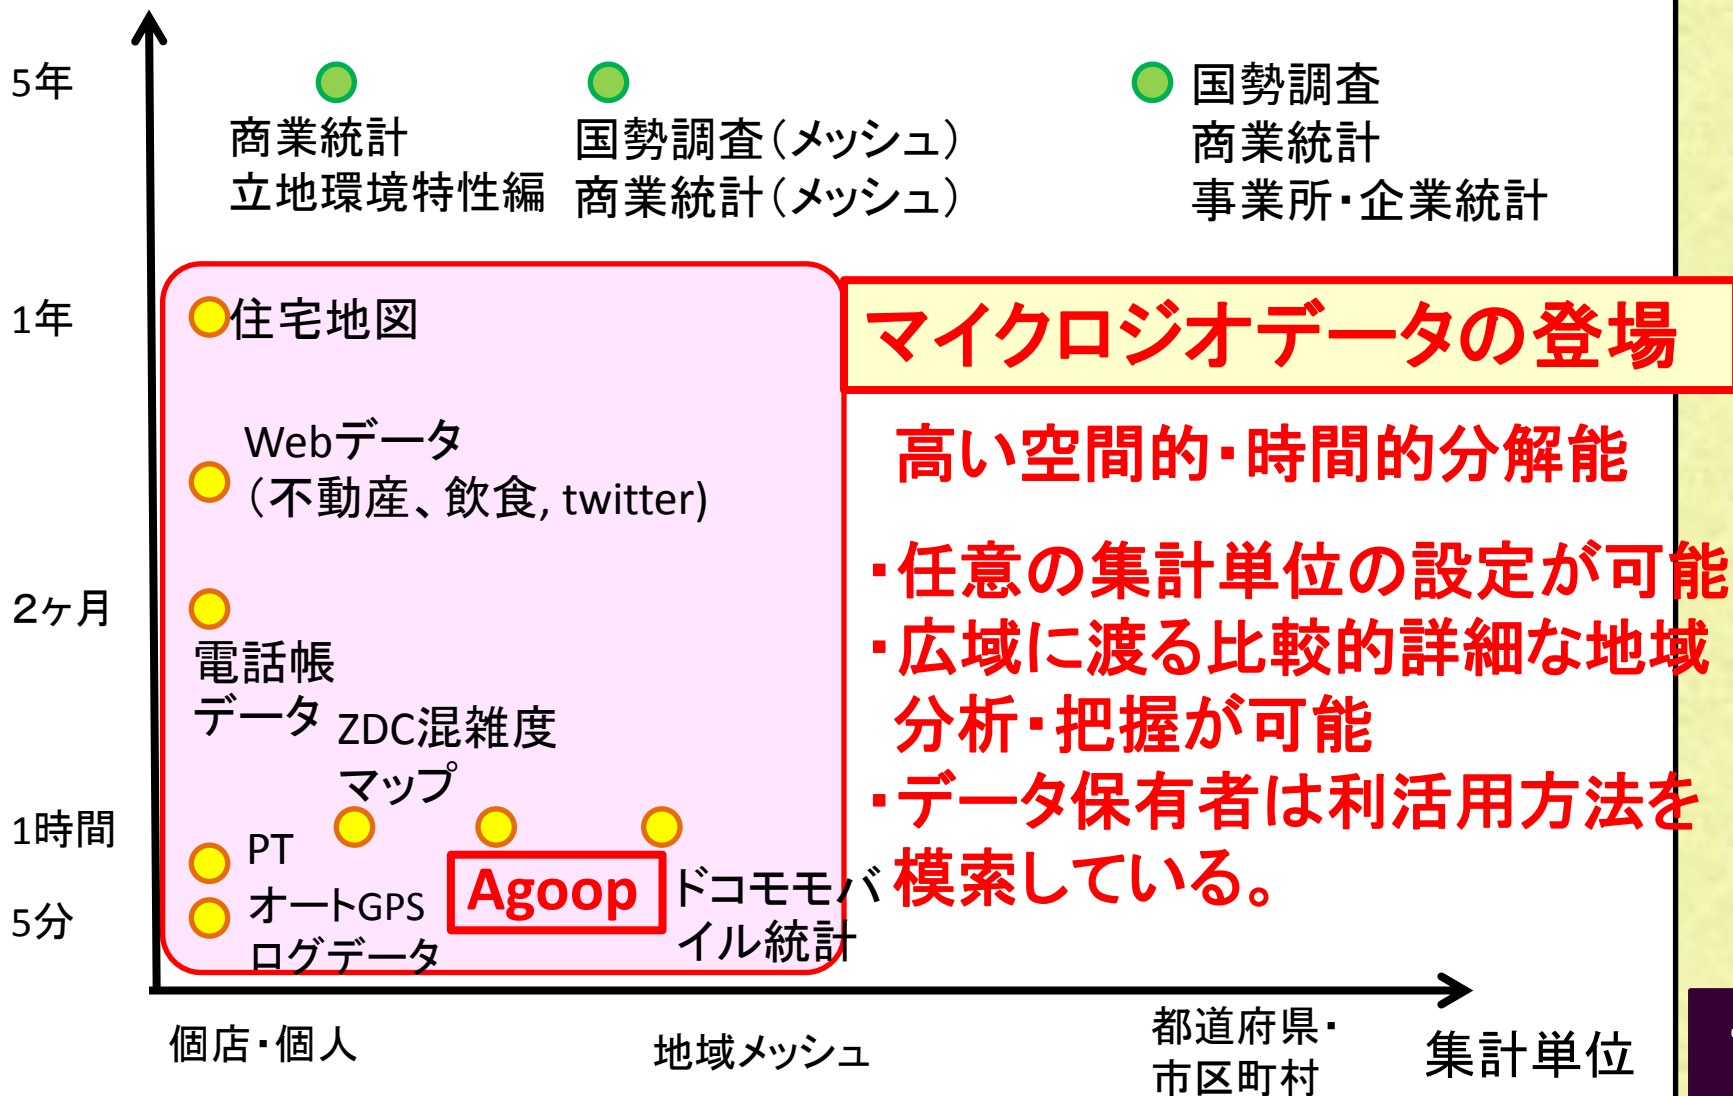 5年
商業統計
立地環境特性編
国勢調査（メッシュ）
商業統計（メッシュ）
国勢調査
商業統計
事業所・企業統計
1年
住宅地図
マイクロジオデータの登場
Webデータ
（不動産、飲食, twitter)
高い空間的・時間的分解能
２ヶ月
電話帳
データ
・任意の集計単位の設定が可能
・広域に渡る比較的詳細な地域
分析・把握が可能
・データ保有者は利活用方法を
模索している。
ZDC混雑度
マップ
1時間
PT
オートGPS
ログデータ
Agoop
ドコモモバ
イル統計
5分
個店・個人
地域メッシュ
都道府県・
市区町村
集計単位